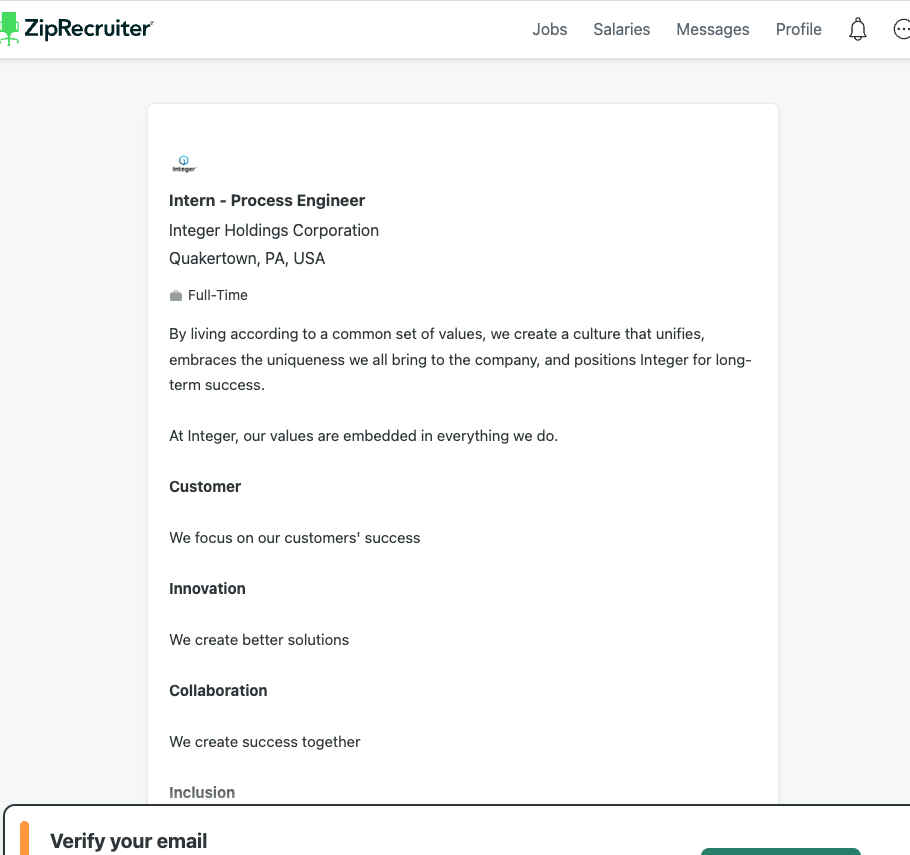 ZipRecruiter
Jobs Salaries Messages Profile
Integer
Intern - Process Engineer
Integer Holdings Corporation
Quakertown, PA, USA
Full-Time
By living according to a common set of values, we create a culture that unifies,
embraces the uniqueness we all bring to the company, and positions Integer for long-
term success.
At Integer, our values are embedded in everything we do.
Customer
We focus on our customers' success
Innovation
We create better solutions
Collaboration
We create success together
Inclusion
Verify your email